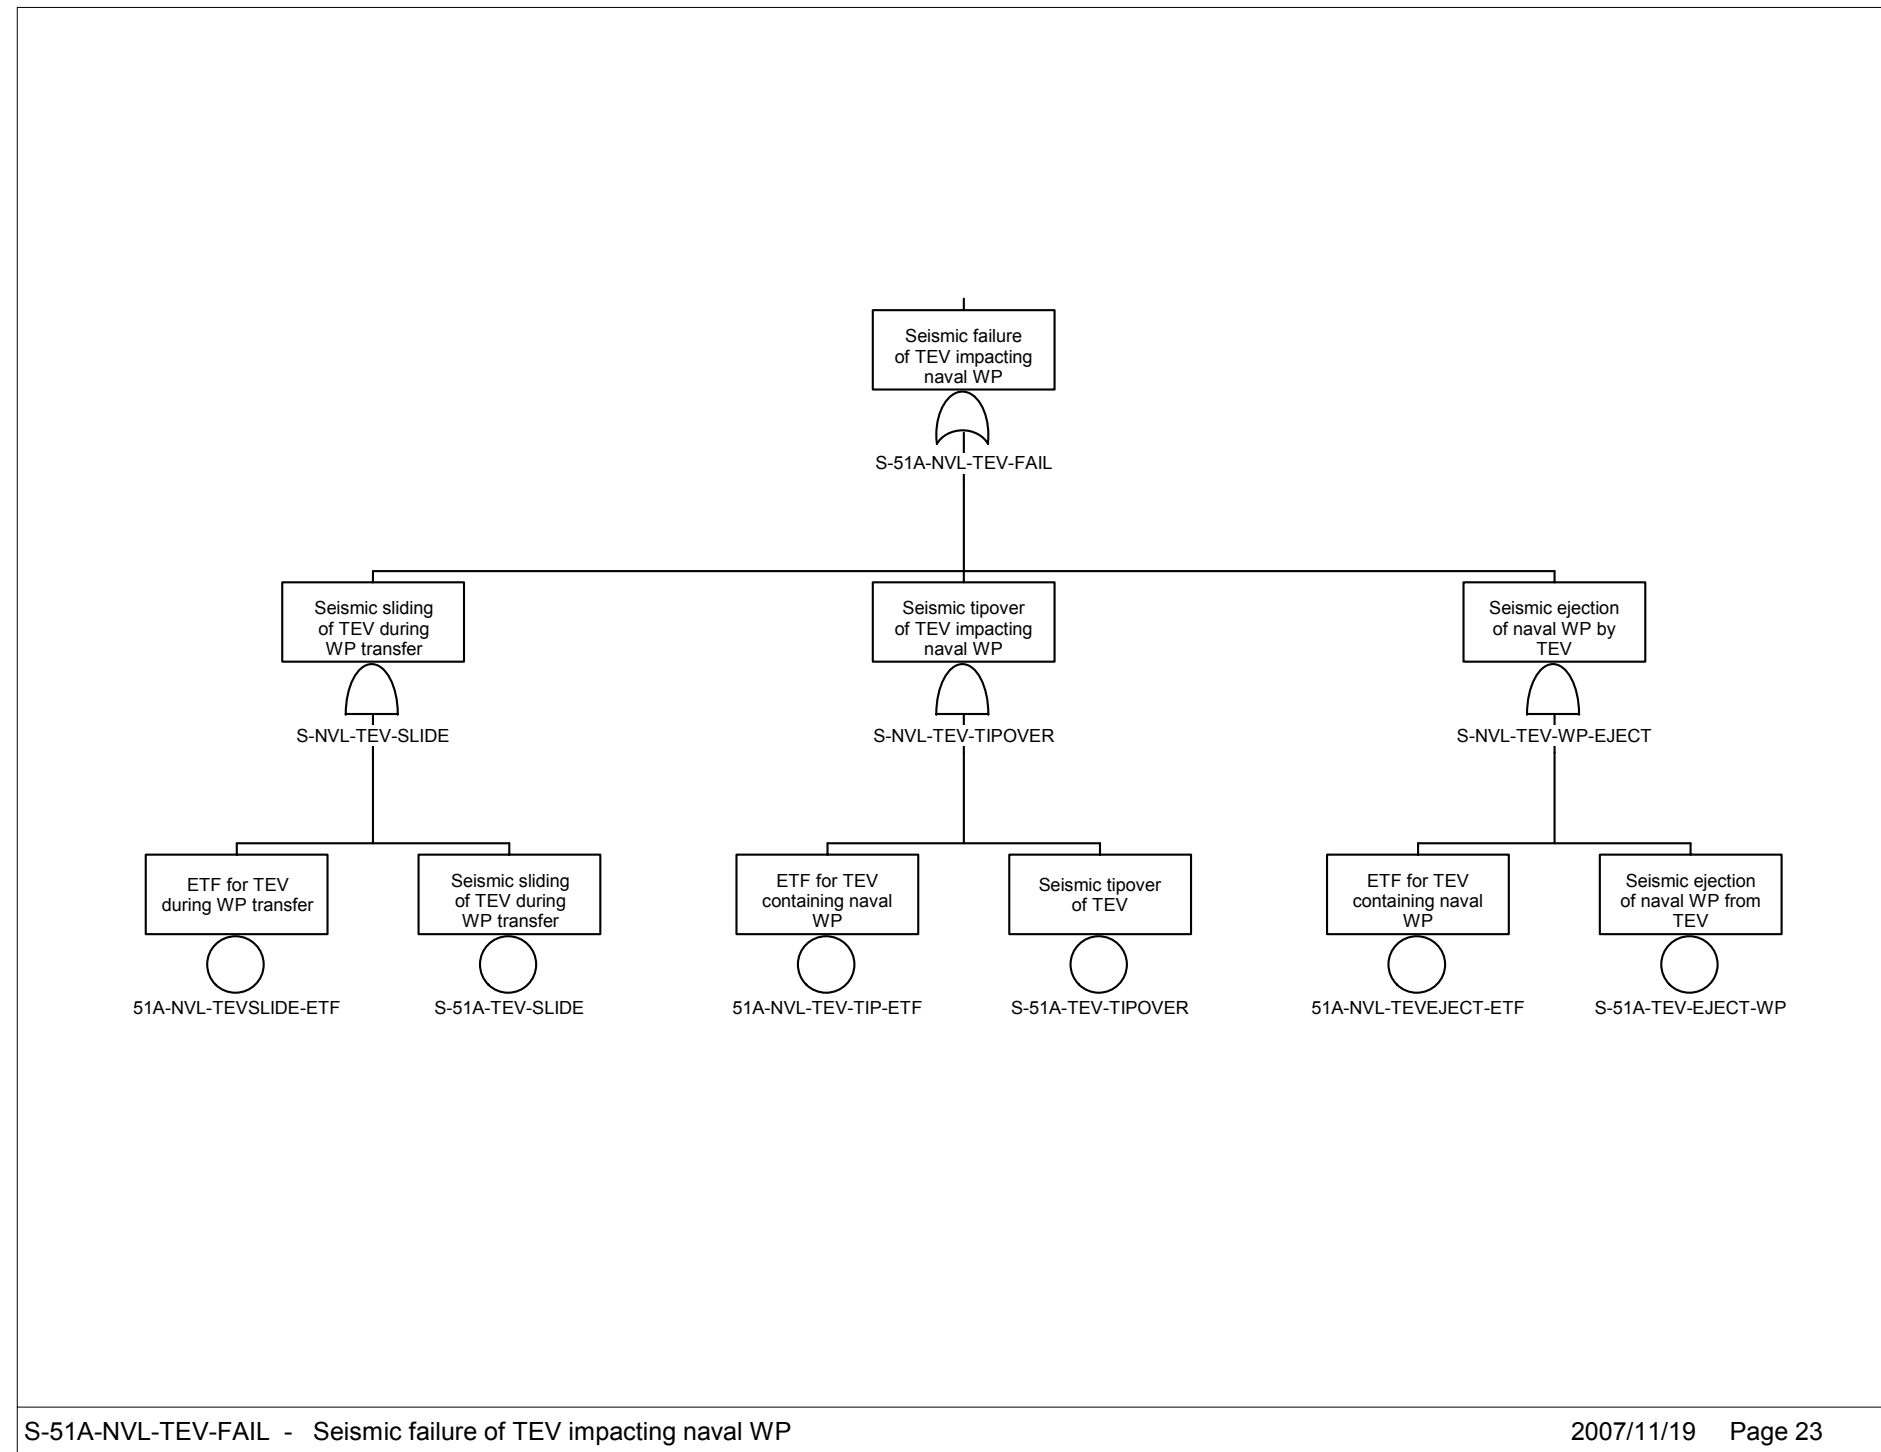 Seismic failure
of TEV impacting
naval WP
S-51A-NVL-TEV-FAIL
Seismic sliding
of TEV during
WP transfer
S-NVL-TEV-SLIDE
Seismic tipover
of TEV impacting
naval WP
S-NVL-TEV-TIPOVER
Seismic ejection
of naval WP by
TEV
S-NVL-TEV-WP-EJECT
ETF for TEV
during WP transfer
51A-NVL-TEVSLIDE-ETF
Seismic sliding
of TEV during
WP transfer
S-51A-TEV-SLIDE
ETF for TEV
containing naval
WP
51A-NVL-TEV-TIP-ETF
Seismic tipover
of TEV
S-51A-TEV-TIPOVER
ETF for TEV
containing naval
WP
51A-NVL-TEVEJECT-ETF
Seismic ejection
of naval WP from
TEV
S-51A-TEV-EJECT-WP
S-51A-NVL-TEV-FAIL - Seismic failure of TEV impacting naval WP 2007/11/19 Page 23